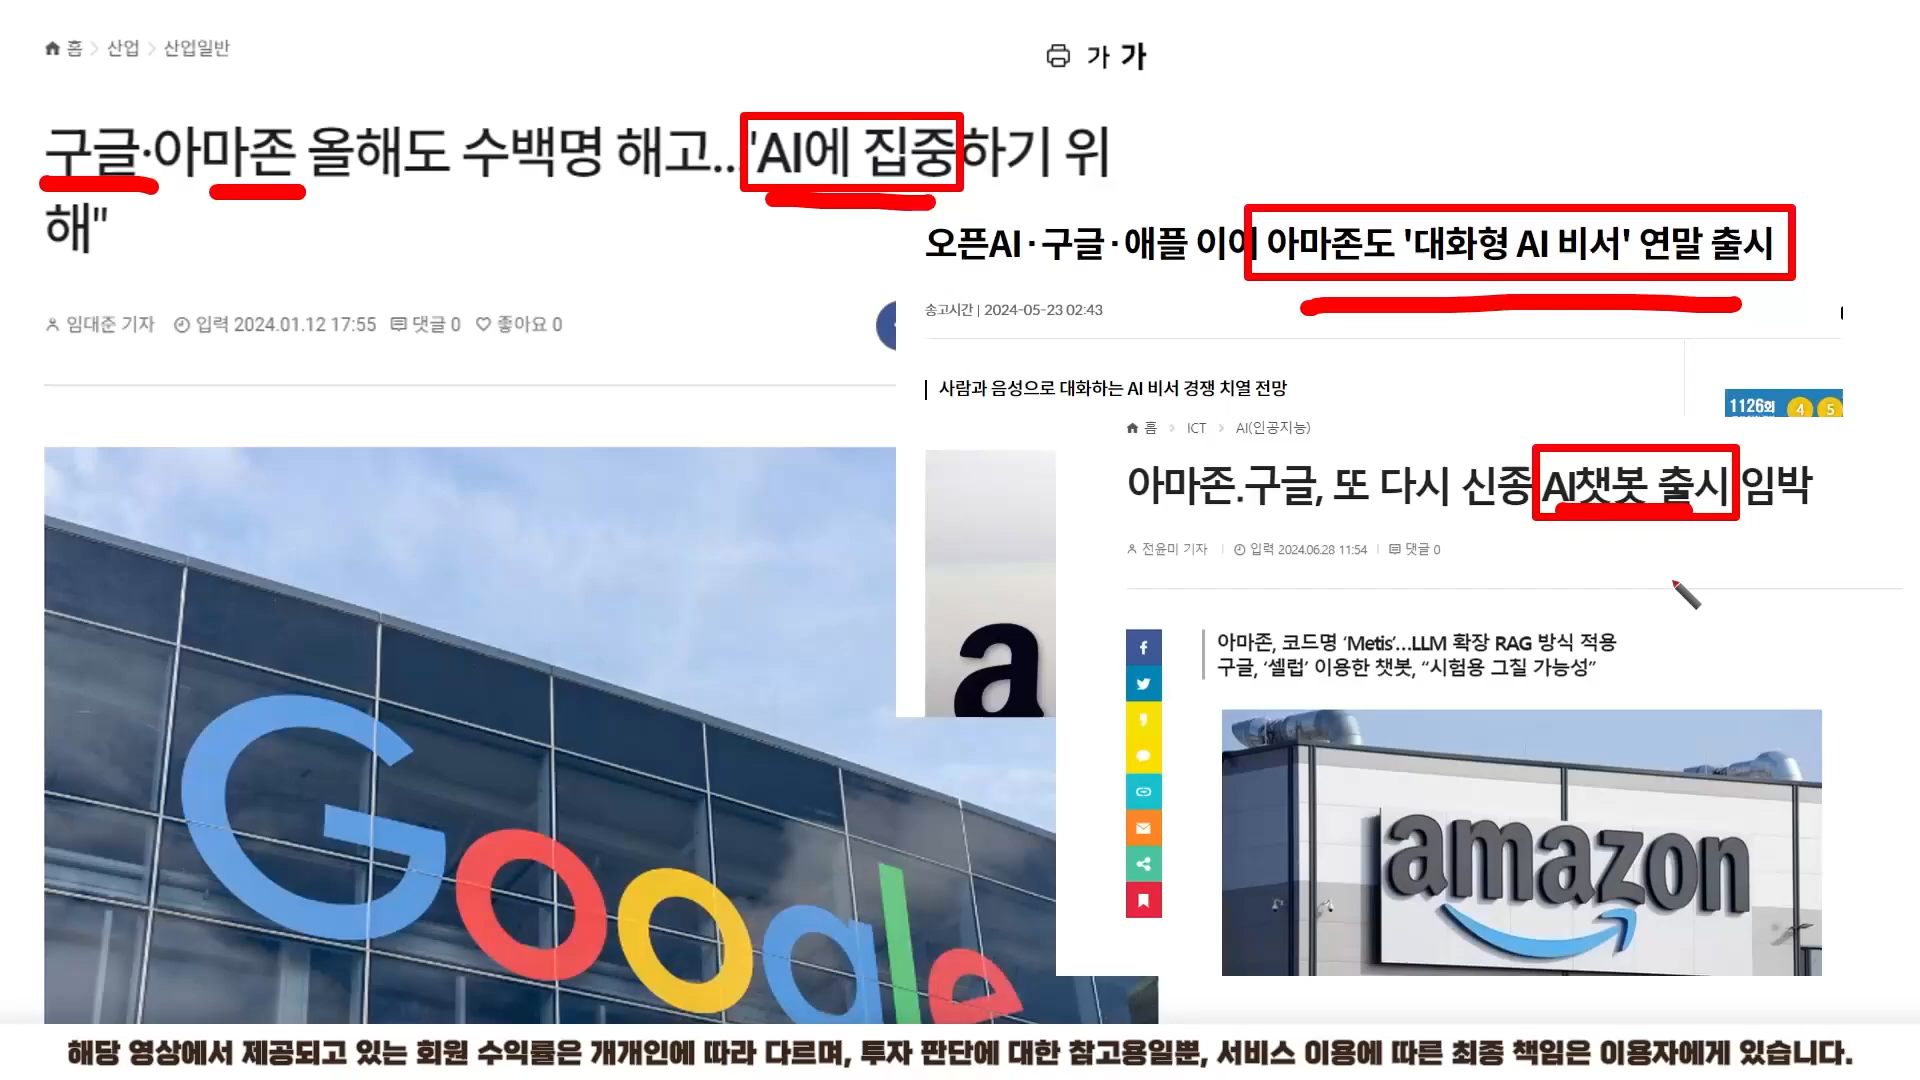 홈 > 산업 > 산업일반
가 가
구글·아마존 올해도 수백명 해고..."AI에 집중하기 위
해"
임대준 기자 입력 2024.01.12 17:55 댓글 0 좋아요 0
오픈AI·구글·애플 이어 아마존도 '대화형 AI 비서' 연말 출시
송고시간 | 2024-05-23 02:43
사람과 음성으로 대화하는 AI 비서 경쟁 치열 전망
1126회 4 5
홈 > ICT > AI(인공지능)
아마존.구글, 또 다시 신종 AI챗봇 출시 임박
전윤미 기자 입력 2024.06.28 11:54 댓글 0
아마존, 코드명 ‘Metis’…LLM 확장 RAG 방식 적용
구글, ‘셀럽’ 이용한 챗봇, “시험용 그질 가능성”
a
Google
amazon
해당 영상에서 제공되고 있는 회원 수익률은 개개인에 따라 다르며, 투자 판단에 대한 참고용일뿐, 서비스 이용에 따른 최종 책임은 이용자에게 있습니다.